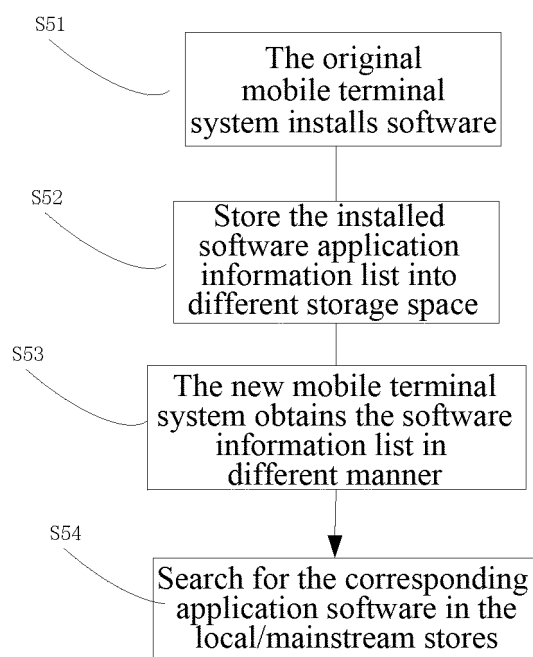 S51
The original
mobile terminal
system installs software
S52
Store the installed
software application
information list into
different storage space
S53
The new mobile terminal
system obtains the software
information list in
different manner
S54
Search for the corresponding
application software in the
local/mainstream stores